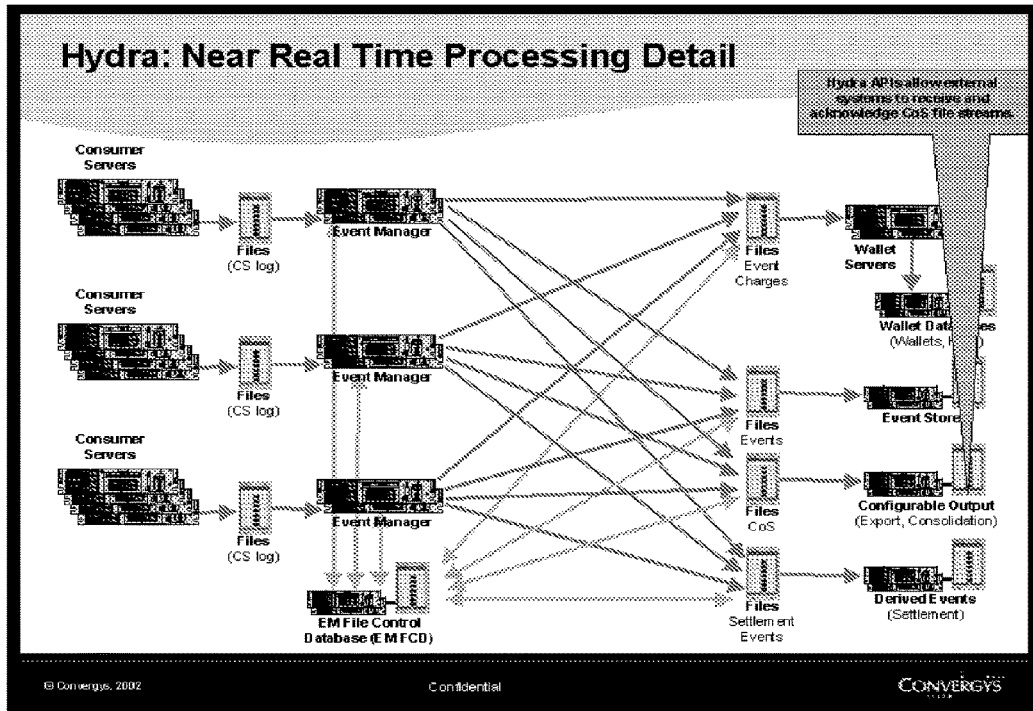 Hydra: Near Real Time Processing Detail
Hydra APIs allow external
systems to receive and
acknowledge CoS file streams.
Consumer
Servers
Files
(CS log)
Event Manager
Files
Event
Charges
Wallet
Servers
Wallet
(Wallets,
Consumer
Servers
Files
(CS log)
Event Manager
Files
Events
Event Store
Consumer
Servers
Files
(CS log)
Event Manager
Files
CoS
Configurable Output
(Export, Consolidation)
EM File Control
Database (EM FCD)
Files
Settlement
Events
Derived Events
(Settlement)
© Convergys, 2002
Confidential
CONVERGYS